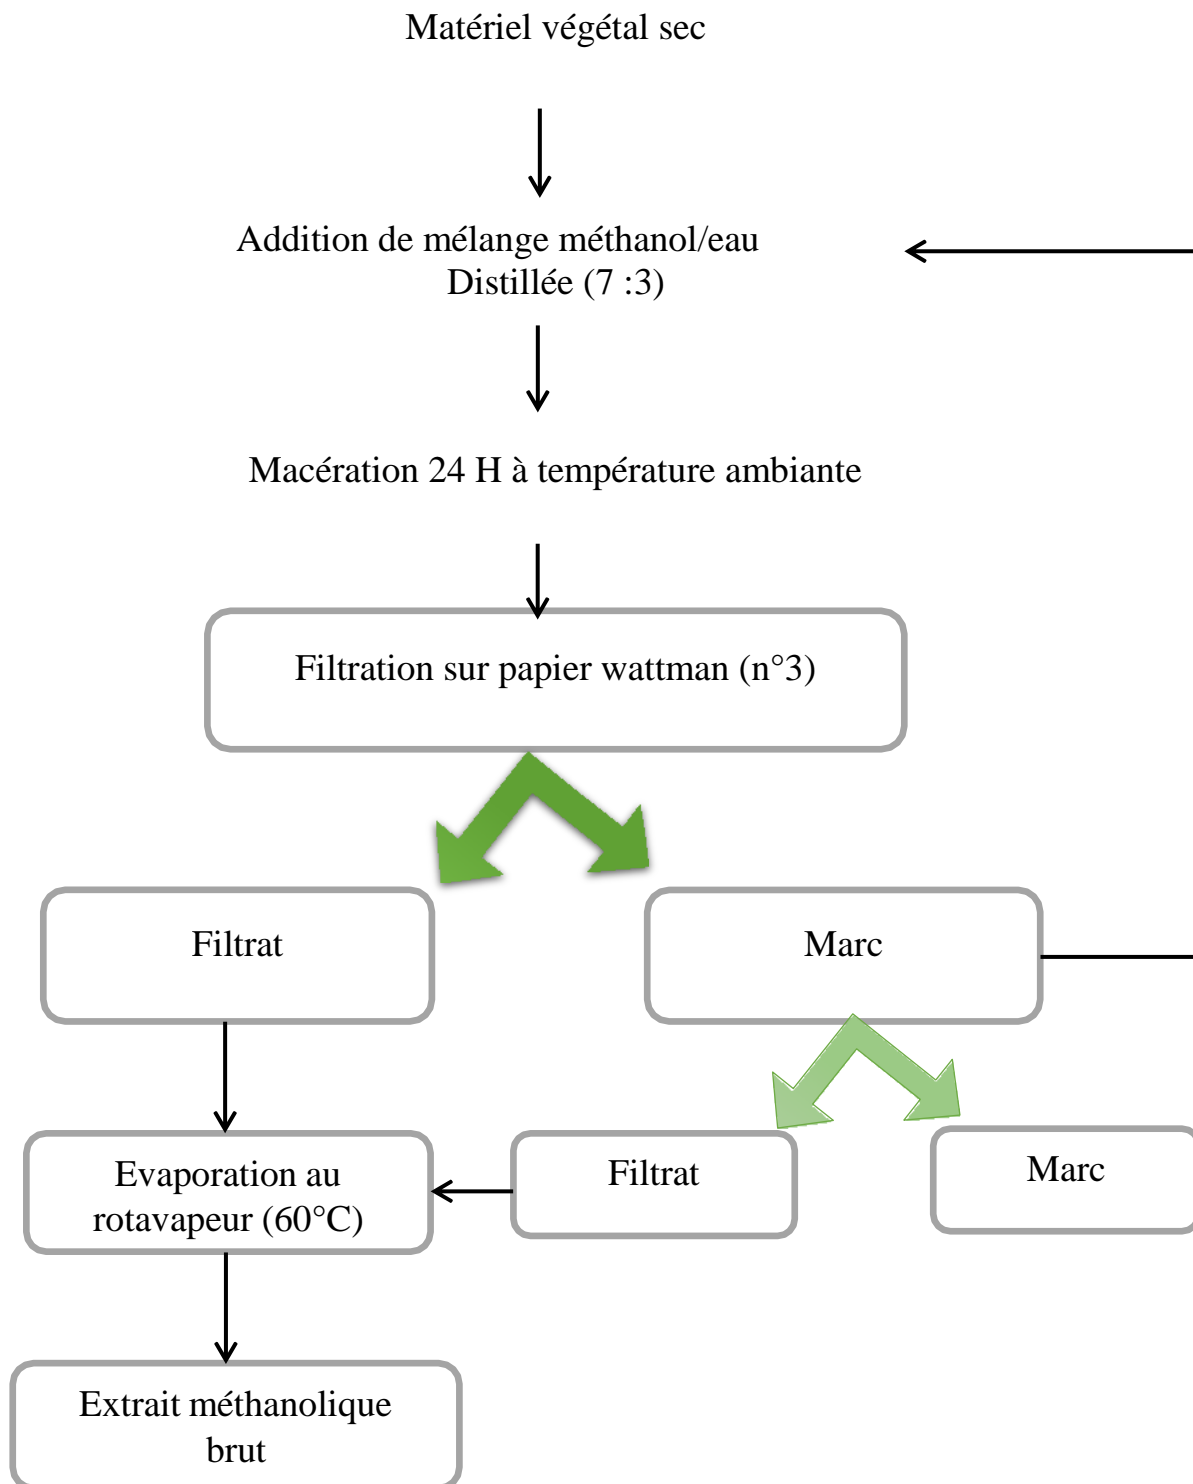 Matériel végétal sec
Addition de mélange méthanol/eau
Distillée (7 :3)
Macération 24 H à température ambiante
Filtration sur papier wattman (n°3)
Filtrat
Marc
Evaporation au
rotavapeur (60°C)
Filtrat
Marc
Extrait méthanolique
brut